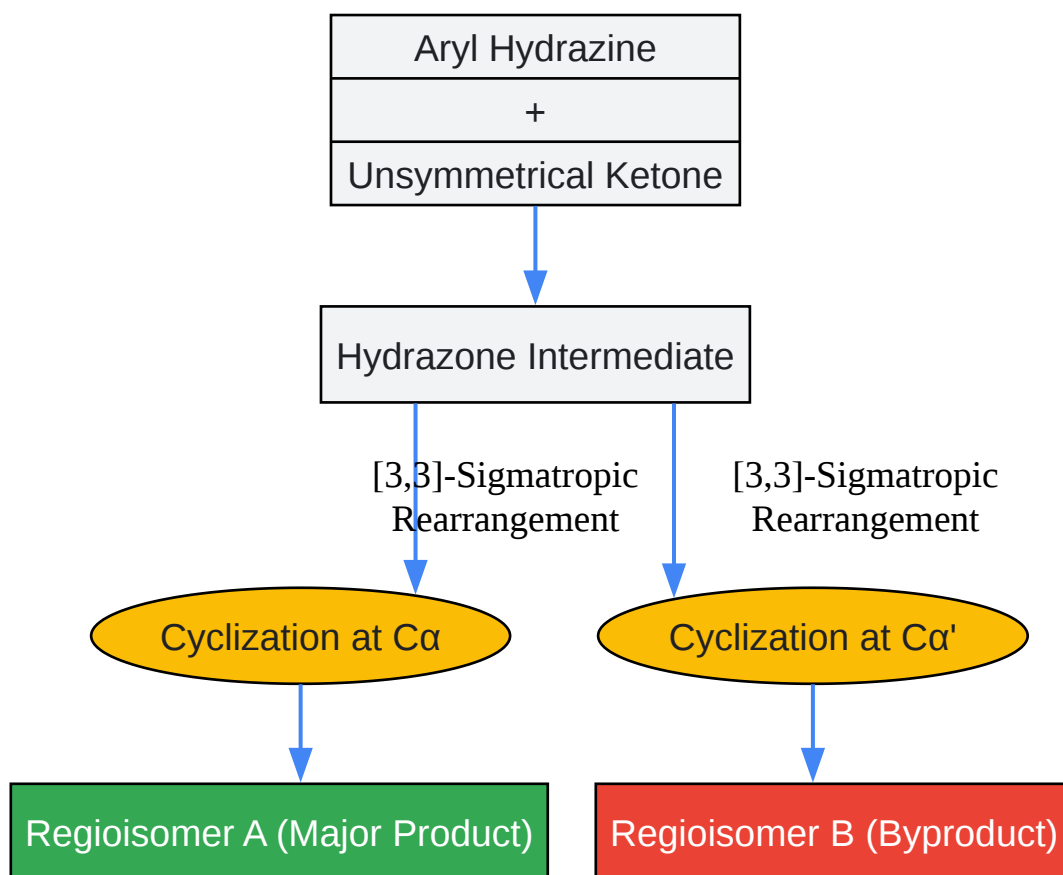 Aryl Hydrazine
+
Unsymmetrical Ketone
Hydrazone Intermediate
[3,3]-Sigmatropic
Rearrangement
[3,3]-Sigmatropic
Rearrangement
Cyclization at Cα
Cyclization at Cα'
Regioisomer A (Major Product)
Regioisomer B (Byproduct)